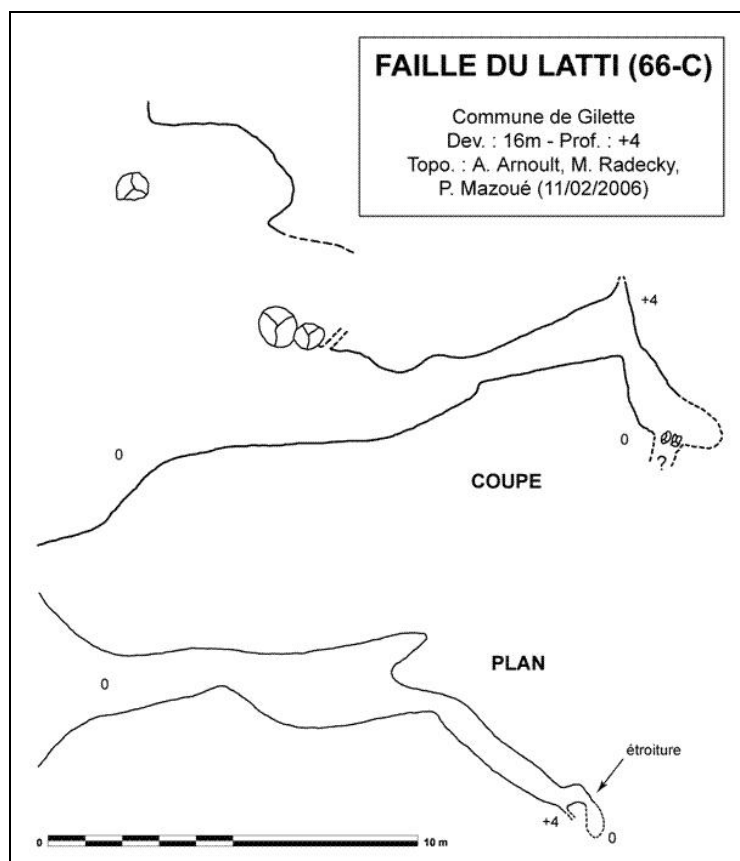 FAILLE DU LATTI (66-C)
Commune de Gilette
Dev. : 16m - Prof. : +4
Topo. : A. Arnoult, M. Radecky,
P. Mazoué (11/02/2006)
+4
0
0
?
COUPE
PLAN
0
étroiture
+4
0
0
10 m